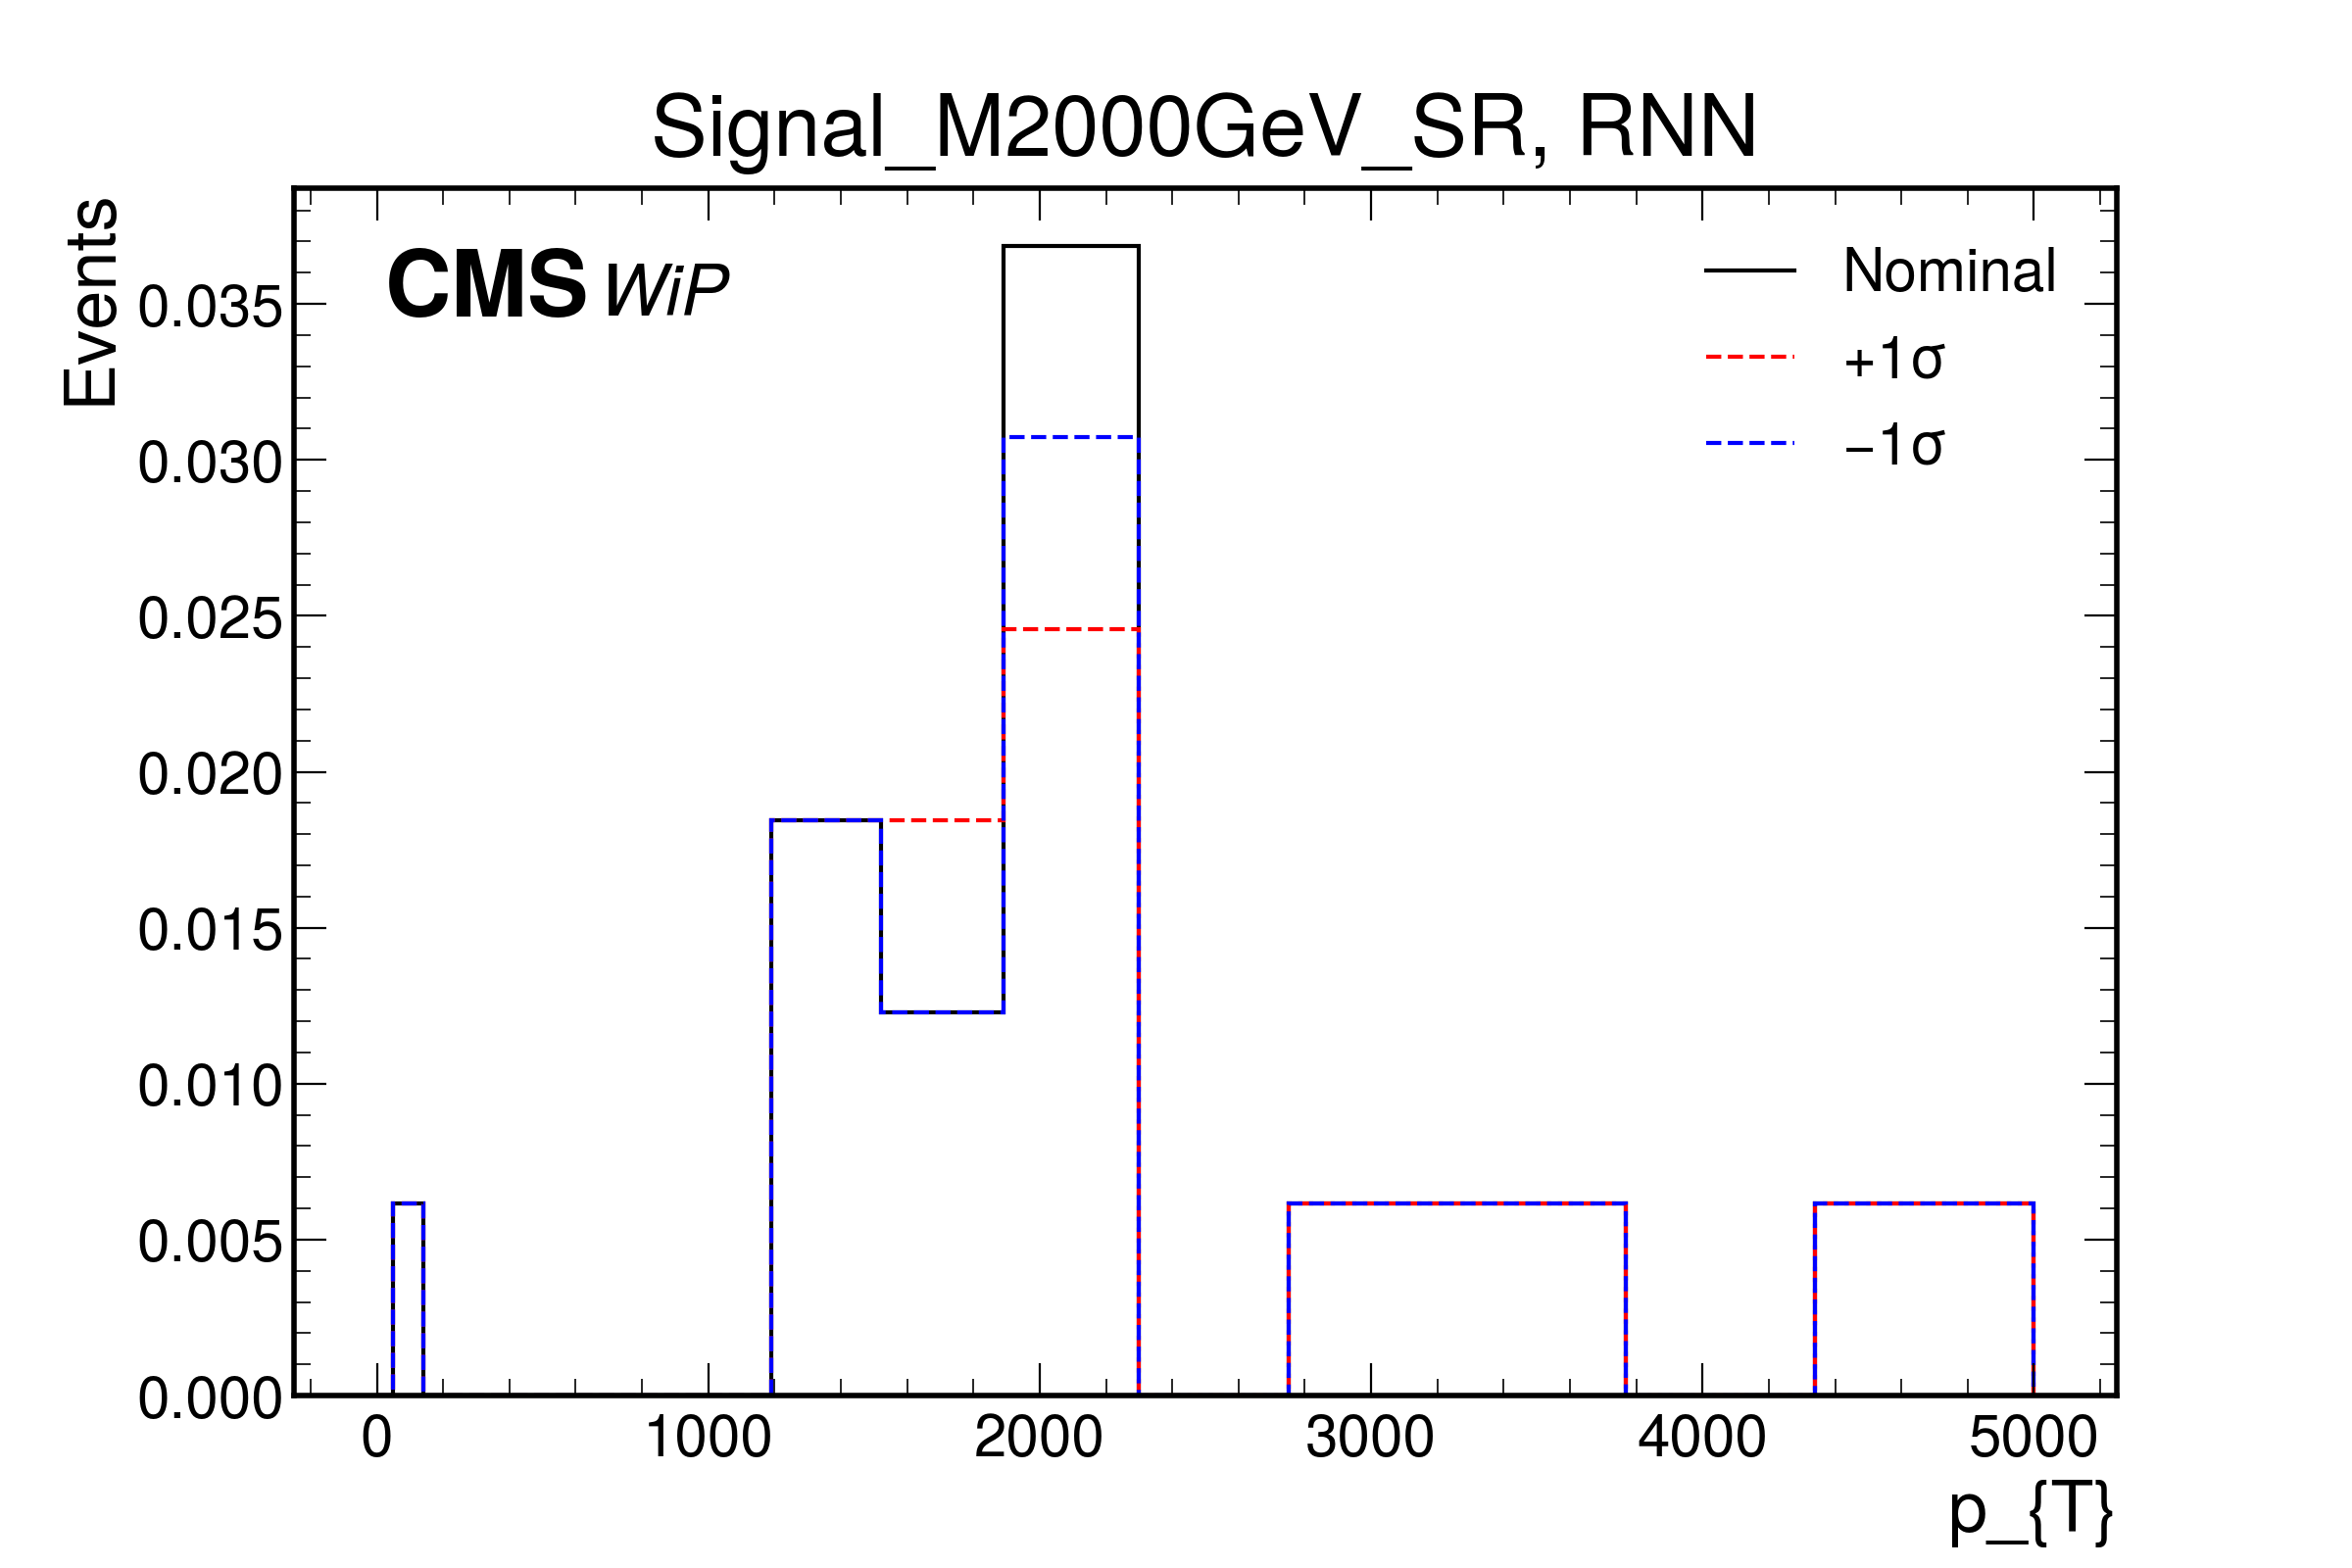 Signal_M2000GeV_SR, RNN
Events
CMS WiP
Nominal
+1σ
−1σ
0.035
0.030
0.025
0.020
0.015
0.010
0.005
0.000
0 1000 2000 3000 4000 5000
p_{T}